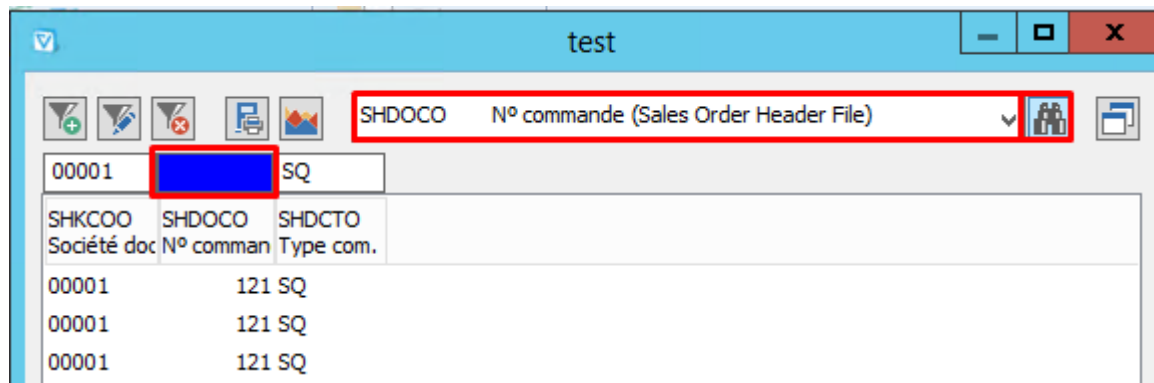 test
SHDOCO Nº commande (Sales Order Header File)
00001 SQ
SHKCOO SHDOCO SHDCTO
Société doc Nº comman Type com.
00001 121 SQ
00001 121 SQ
00001 121 SQ